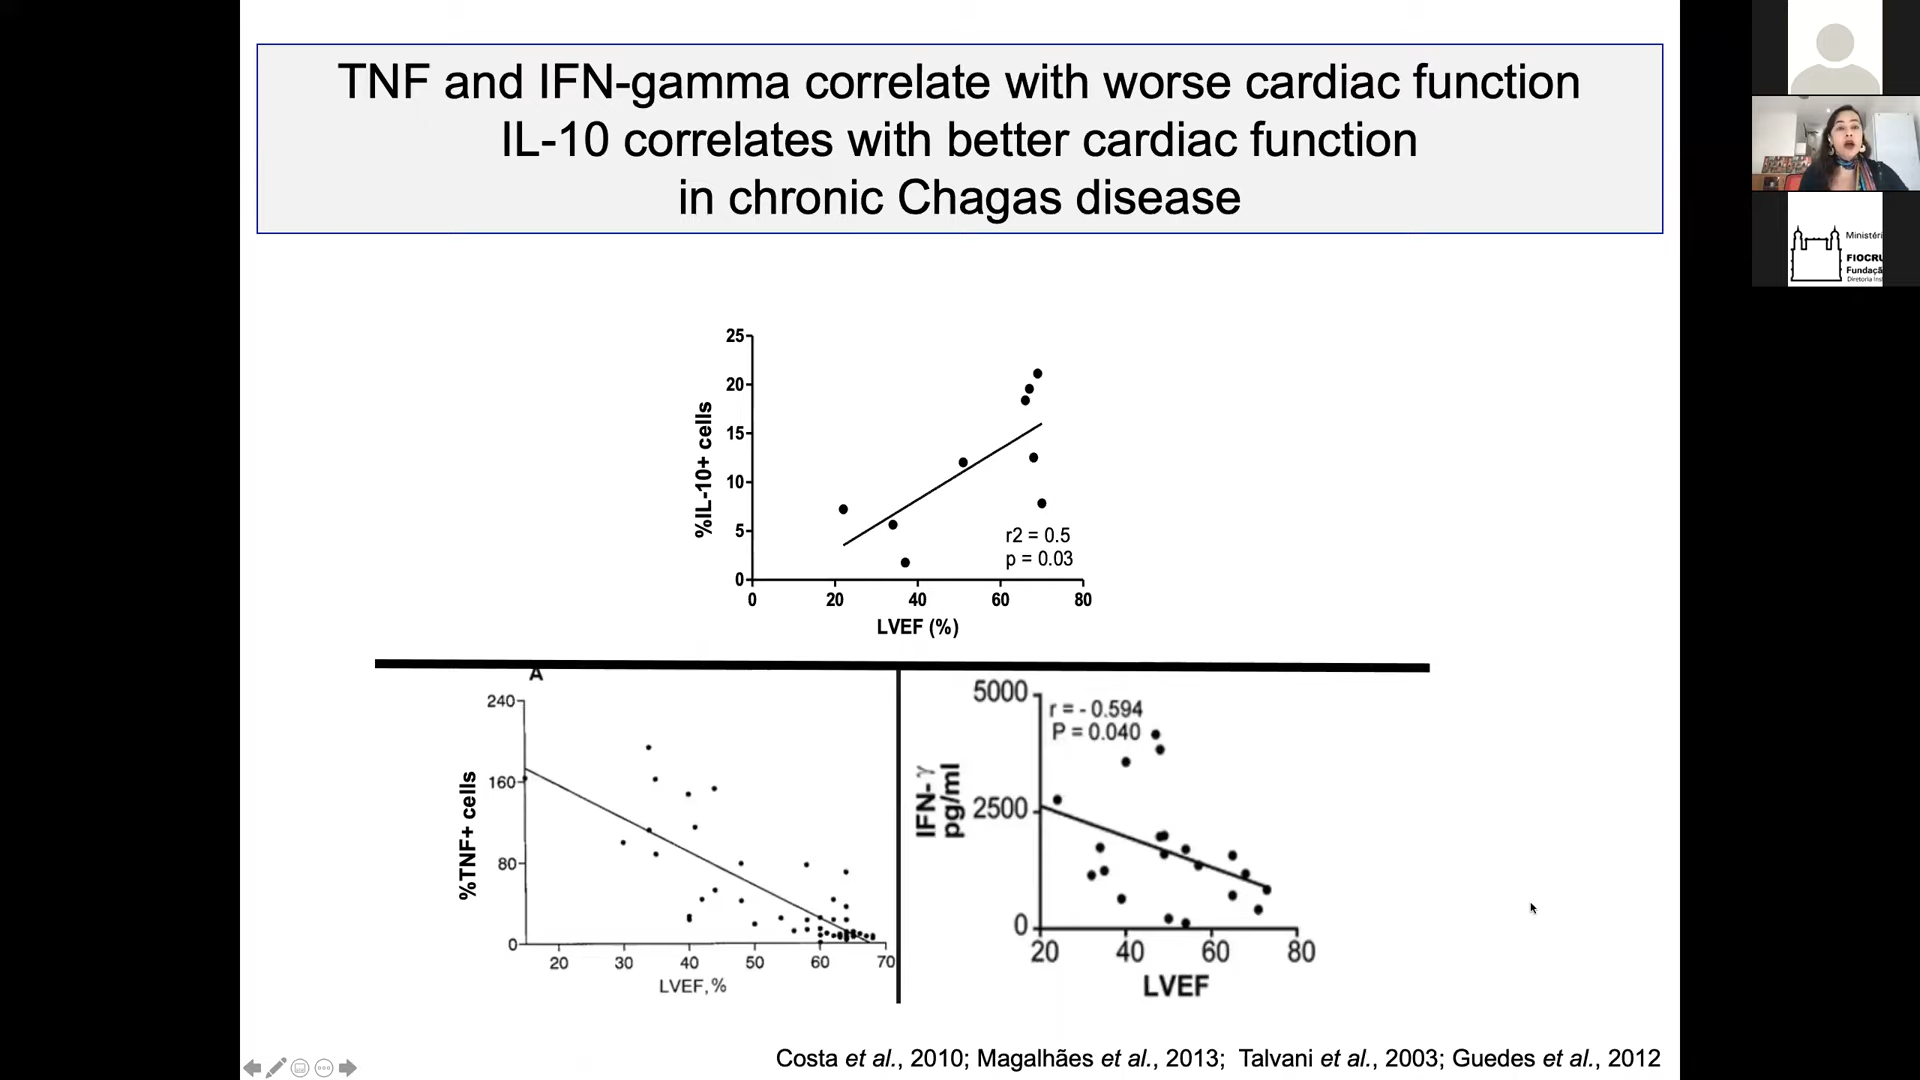 TNF and IFN-gamma correlate with worse cardiac function
IL-10 correlates with better cardiac function
in chronic Chagas disease
Ministéri
FIOCRU
Fundaçã
Diretoria Ins
25
20
15
10
5
0
%IL-10+ cells
r2 = 0.5
p = 0.03
0 20 40 60 80
LVEF (%)
A
240
160
80
0
%TNF+ cells
20 30 40 50 60 70
LVEF, %
5000
2500
0
IFN-γ
pg/ml
r = - 0.594
P = 0.040
20 40 60 80
LVEF
Costa et al., 2010; Magalhães et al., 2013; Talvani et al., 2003; Guedes et al., 2012